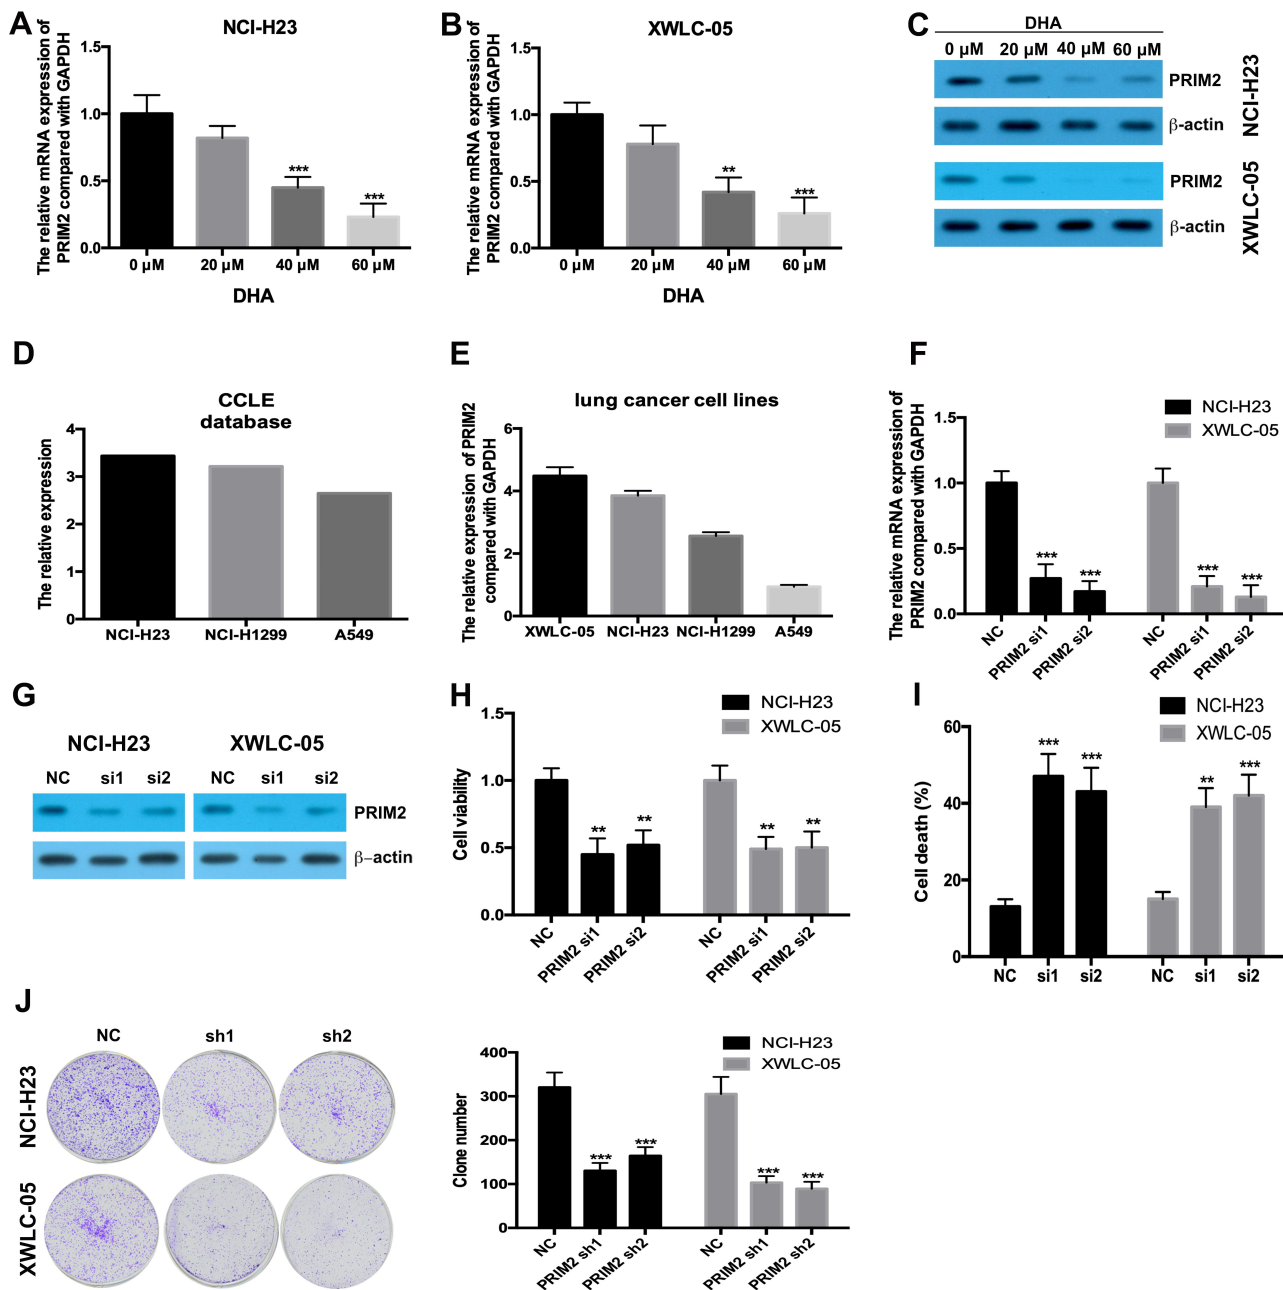 A
NCI-H23
The relative mRNA expression of
PRIM2 compared with GAPDH
1.5
1.0
0.5
0.0
***
***
0 μM 20 μM 40 μM 60 μM
DHA
B
XWLC-05
The relative mRNA expression of
PRIM2 compared with GAPDH
1.5
1.0
0.5
0.0
**
***
0 μM 20 μM 40 μM 60 μM
DHA
C
DHA
0 μM 20 μM 40 μM 60 μM
PRIM2
β-actin
NCI-H23
PRIM2
β-actin
XWLC-05
D
CCLE
database
The relative expression
4
3
2
1
0
NCI-H23 NCI-H1299 A549
E
lung cancer cell lines
The relative expression of PRIM2
compared with GAPDH
6
4
2
0
XWLC-05 NCI-H23 NCI-H1299 A549
F
NCI-H23
XWLC-05
The relative mRNA expression of
PRIM2 compared with GAPDH
1.5
1.0
0.5
0.0
***
***
***
***
NC PRIM2 si1 PRIM2 si2 NC PRIM2 si1 PRIM2 si2
G
NCI-H23 XWLC-05
NC si1 si2 NC si1 si2
PRIM2
β-actin
H
NCI-H23
XWLC-05
Cell viability
1.5
1.0
0.5
0.0
**
**
**
**
NC PRIM2 si1 PRIM2 si2 NC PRIM2 si1 PRIM2 si2
I
NCI-H23
XWLC-05
Cell death (%)
60
40
20
0
***
***
**
***
NC si1 si2 NC si1 si2
J
NC sh1 sh2
NCI-H23
XWLC-05
NCI-H23
XWLC-05
Clone number
400
300
200
100
0
***
***
***
***
NC PRIM2 sh1 PRIM2 sh2 NC PRIM2 sh1 PRIM2 sh2